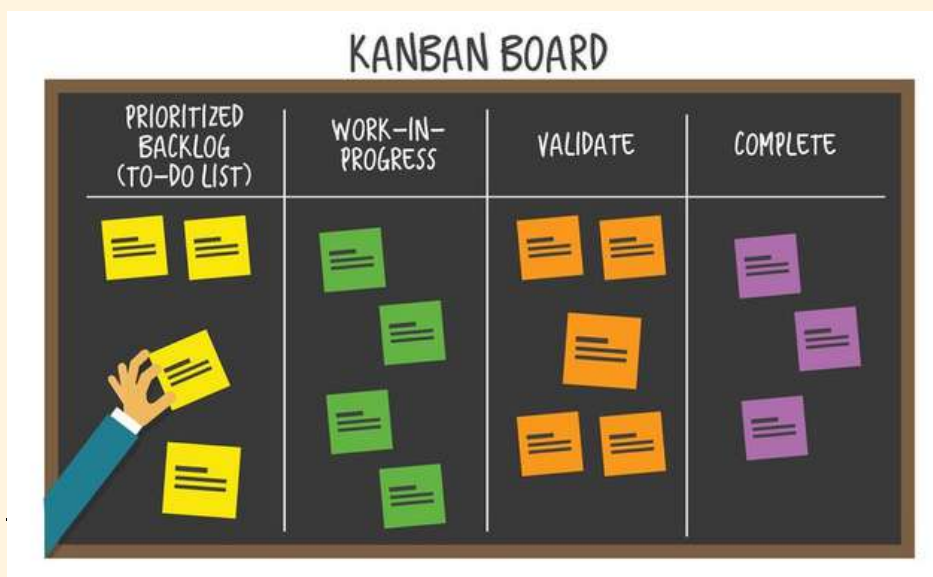 KANBAN BOARD
PRIORITIZED
BACKLOG
(TO-DO LIST)
WORK-IN-
PROGRESS
VALIDATE
COMPLETE